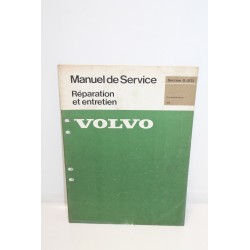 Manuel de Service
Réparation
et entretien
VOLVO